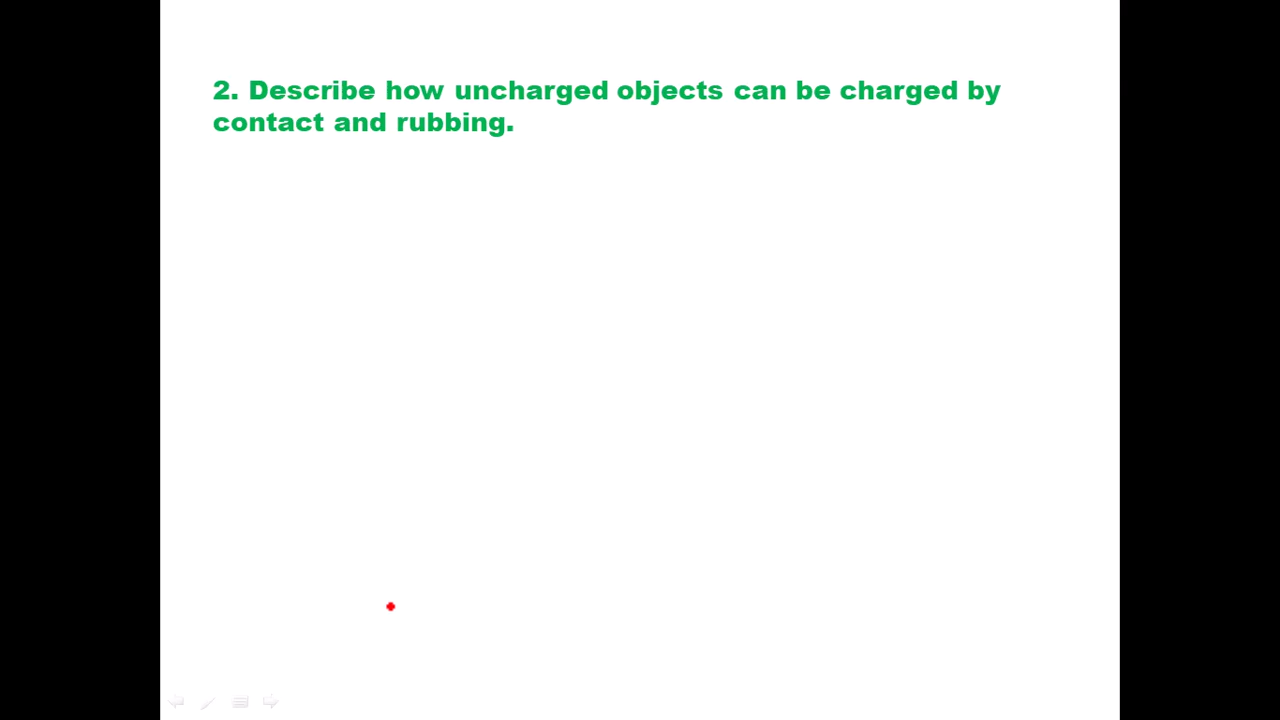 2. Describe how uncharged objects can be charged by
contact and rubbing.